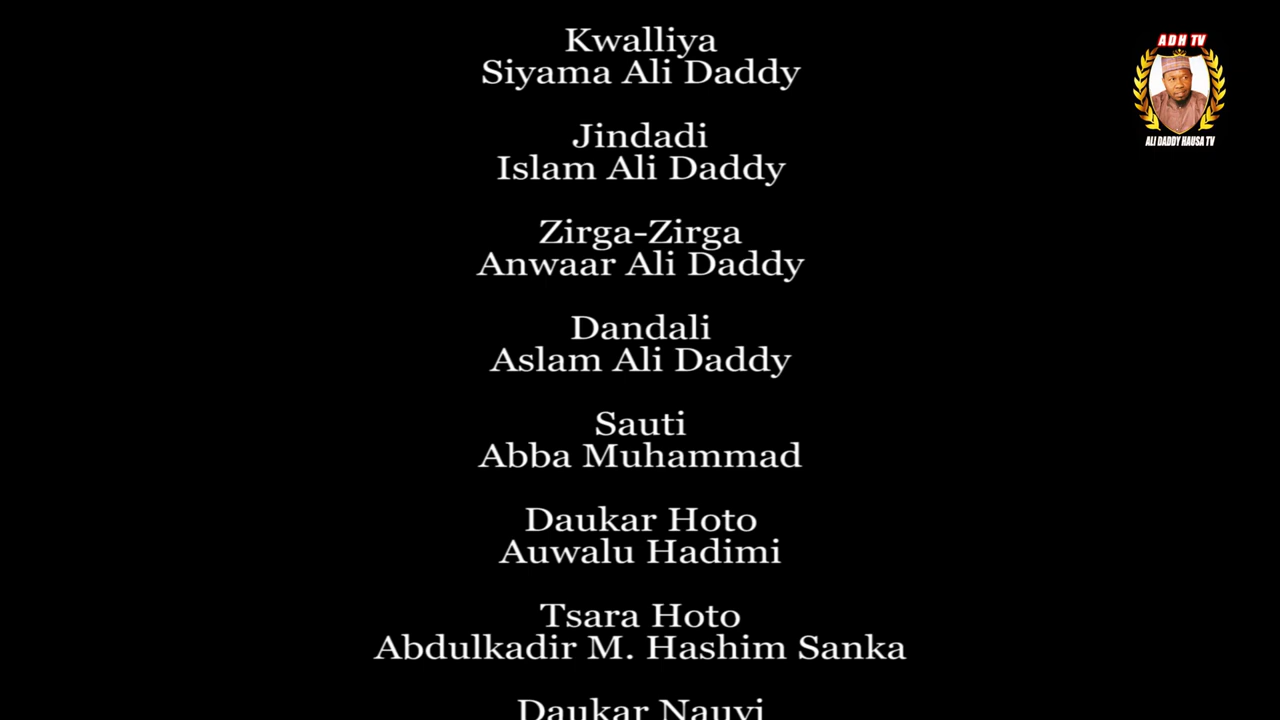 Kwalliya
Siyama Ali Daddy
Jindadi
Islam Ali Daddy
Zirga-Zirga
Anwaar Ali Daddy
Dandali
Aslam Ali Daddy
Sauti
Abba Muhammad
Daukar Hoto
Auwalu Hadimi
Tsara Hoto
Abdulkadir M. Hashim Sanka
Daukar Nauyi
ADH TV
ALI DADDY HAUSA TV